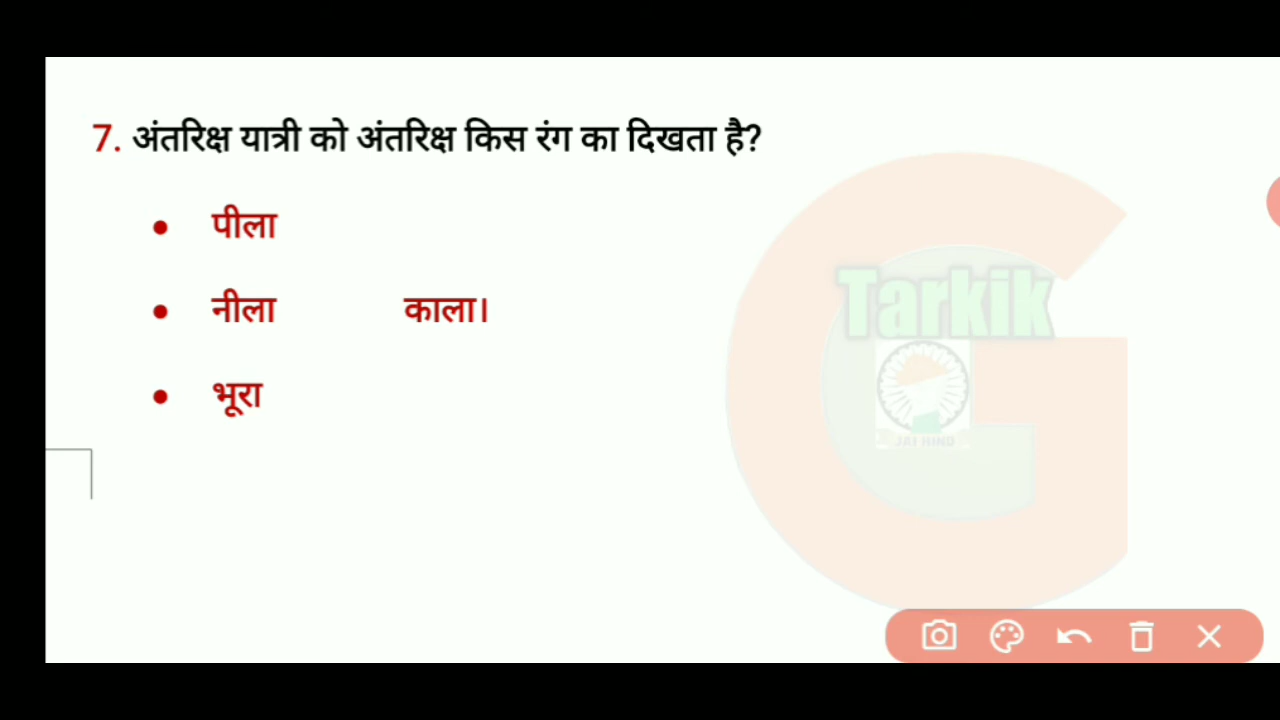 7. अंतरिक्ष यात्री को अंतरिक्ष किस रंग का दिखता है?
• पीला
• नीला काला।
• भूरा
Tarkik
JAI HIND